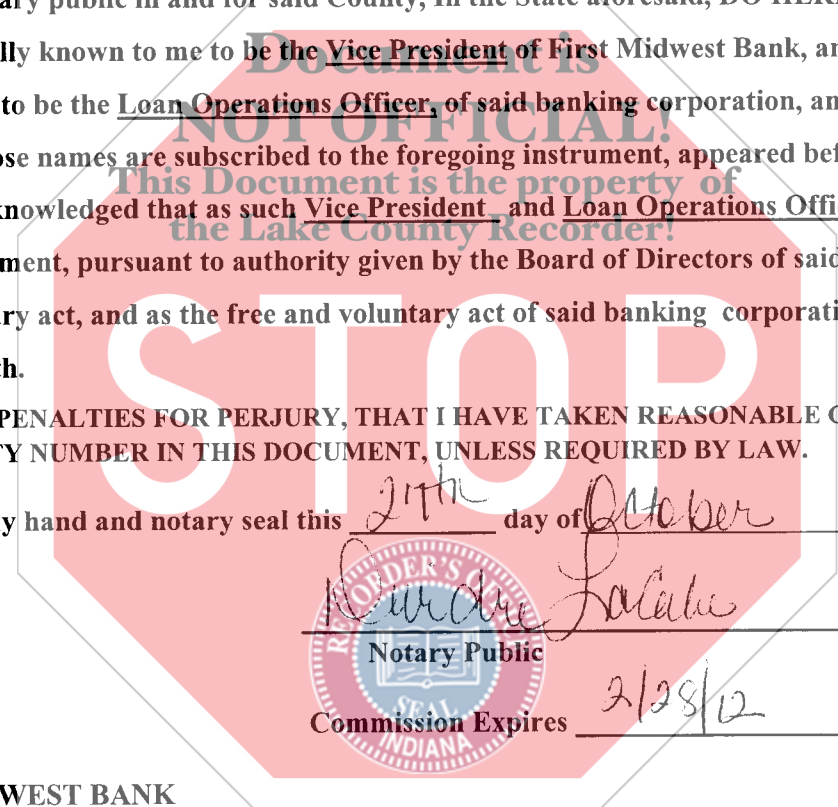 ary public in and for said County, in the State aforesaid, DO HERE
lly known to me to be the Vice President of First Midwest Bank, an
to be the Loan Operations Officer, of said banking corporation, an
ose names are subscribed to the foregoing instrument, appeared bef
knowledged that as such Vice President and Loan Operations Offi
ment, pursuant to authority given by the Board of Directors of said
ry act, and as the free and voluntary act of said banking corporati
th.
PENALTIES FOR PERJURY, THAT I HAVE TAKEN REASONABLE C
TY NUMBER IN THIS DOCUMENT, UNLESS REQUIRED BY LAW.
y hand and notary seal this day of October
Notary Public
Commission Expires 2/28/12
WEST BANK
Document is
NOT OFFICIAL!
This Document is the property of
the Lake County Recorder!
STOP
RECORDER'S OFFICE
SEAL
INDIANA